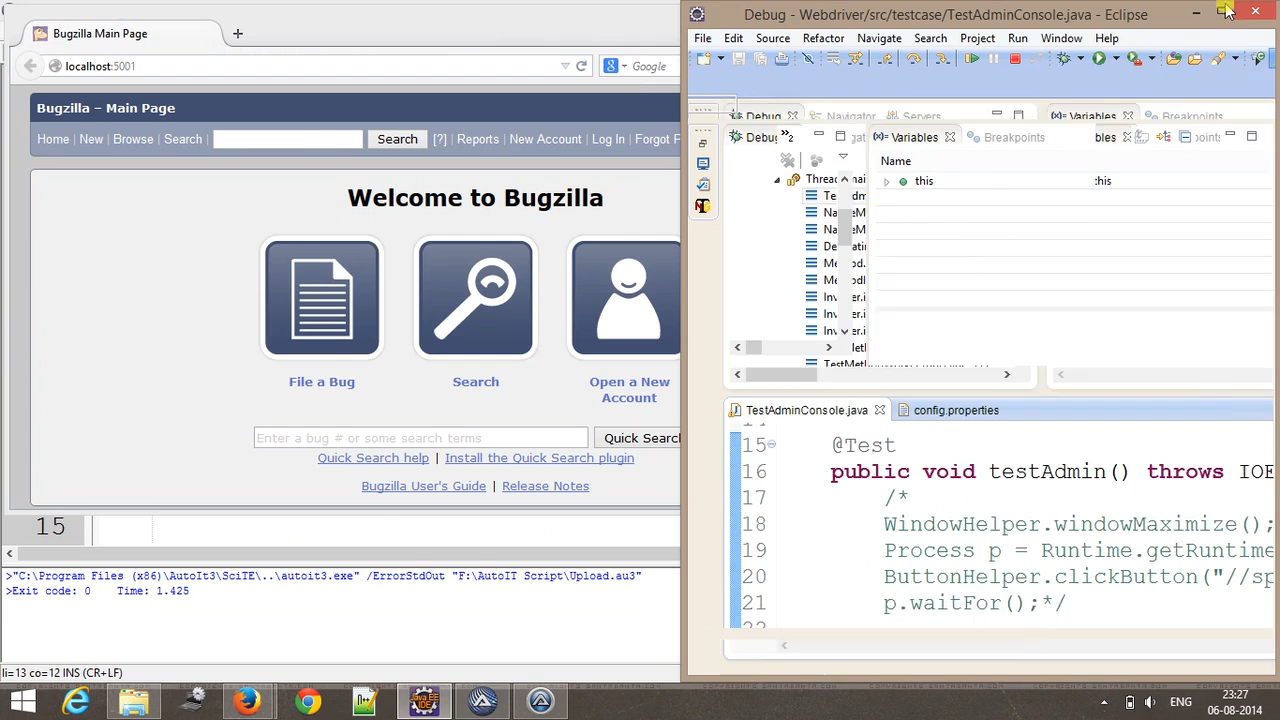 Bugzilla Main Page
+
localhost:5001
Google
Bugzilla – Main Page
Home | New | Browse | Search Search [?] | Reports | New Account | Log In | Forgot F
Welcome to Bugzilla
File a Bug
Search
Open a New
Account
Enter a bug # or some search terms
Quick Search
Quick Search help | Install the Quick Search plugin
Bugzilla User's Guide | Release Notes
15
>"C:\Program Files (x86)\AutoIt3\SciTE\..\autoit3.exe" /ErrorStdOut "F:\AutoIT Script\Upload.au3"
>Exit code: 0 Time: 1.425
li=13 co=12 INS (CR+LF)
Debug - Webdriver/src/testcase/TestAdminConsole.java - Eclipse
File Edit Source Refactor Navigate Search Project Run Window Help
Debug Navigator Servers
Variables Breakpoints
Name
this
TestAdminConsole.java
config.properties
15 @Test
16 public void testAdmin() throws IOE
17 /*
18 WindowHelper.windowMaximize();
19 Process p = Runtime.getRuntime
20 ButtonHelper.clickButton("//sp
21 p.waitFor();*/
ENG
23:27
06-08-2014